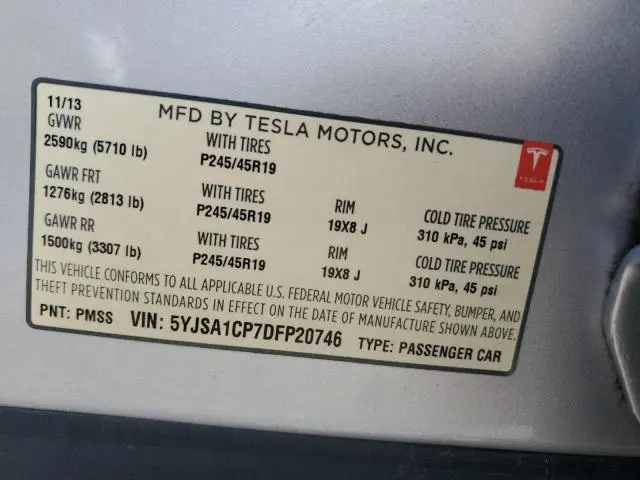 11/13
MFD BY TESLA MOTORS, INC.
GVWR
2590kg (5710 lb)
WITH TIRES
P245/45R19
TESLA
GAWR FRT
1276kg (2813 lb)
WITH TIRES
P245/45R19
RIM
19X8 J
COLD TIRE PRESSURE
310 kPa, 45 psi
GAWR RR
1500kg (3307 lb)
WITH TIRES
P245/45R19
RIM
19X8 J
COLD TIRE PRESSURE
310 kPa, 45 psi
THIS VEHICLE CONFORMS TO ALL APPLICABLE U.S. FEDERAL MOTOR VEHICLE SAFETY, BUMPER, AND
THEFT PREVENTION STANDARDS IN EFFECT ON THE DATE OF MANUFACTURE SHOWN ABOVE.
PNT: PMSS VIN: 5YJSA1CP7DFP20746 TYPE: PASSENGER CAR